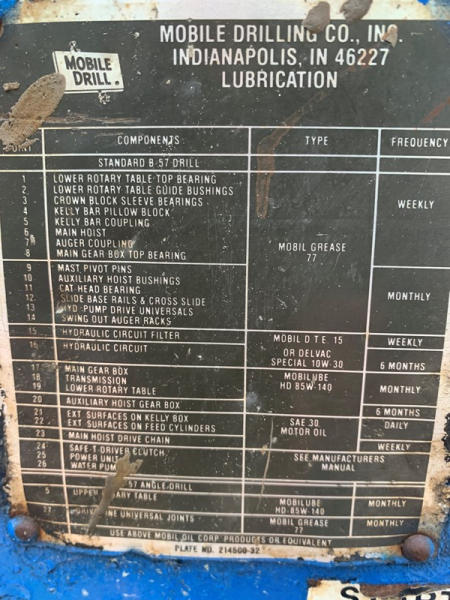 MOBILE DRILLING CO., INC.
INDIANAPOLIS, IN 46227
LUBRICATION
MOBILE
DRILL.
POINT COMPONENTS TYPE FREQUENCY
STANDARD B-57 DRILL
1 LOWER ROTARY TABLE TOP BEARING
2 LOWER ROTARY TABLE GUIDE BUSHINGS
3 CROWN BLOCK SLEEVE BEARINGS
4 KELLY BAR PILLOW BLOCK
5 KELLY BAR COUPLING
6 MAIN HOIST
7 AUGER COUPLING
8 MAIN GEAR BOX TOP BEARING
WEEKLY
MOBIL GREASE
77
9 MAST PIVOT PINS
10 AUXILIARY HOIST BUSHINGS
11 CAT HEAD BEARING
12 SLIDE BASE RAILS & CROSS SLIDE
13 HYD. PUMP DRIVE UNIVERSALS
14 SWING OUT AUGER RACKS
MONTHLY
15 HYDRAULIC CIRCUIT FILTER MOBIL D T E 15 WEEKLY
16 HYDRAULIC CIRCUIT OR DELVAC
SPECIAL 10W-30 6 MONTHS
17 MAIN GEAR BOX
18 TRANSMISSION
19 LOWER ROTARY TABLE
MOBILUBE
HD 85W-140
MONTHLY
20 AUXILIARY HOIST GEAR BOX 6 MONTHS
21 EXT SURFACES ON KELLY BOX
22 EXT SURFACES ON FEED CYLINDERS
SAE 30
MOTOR OIL
DAILY
23 MAIN HOIST DRIVE CHAIN WEEKLY
24 SAFE-T-DRIVER CLUTCH
25 POWER UNIT
26 WATER PUMP
SEE MANUFACTURERS
MANUAL
57 ANGLE DRILL
5 UPPER ROTARY TABLE MOBILUBE
HD-85W-140 MONTHLY
27 DRIVE LINE UNIVERSAL JOINTS MOBIL GREASE
77 MONTHLY
USE ABOVE MOBIL OIL CORP PRODUCTS OR EQUIVALENT
PLATE NO. 214500-32